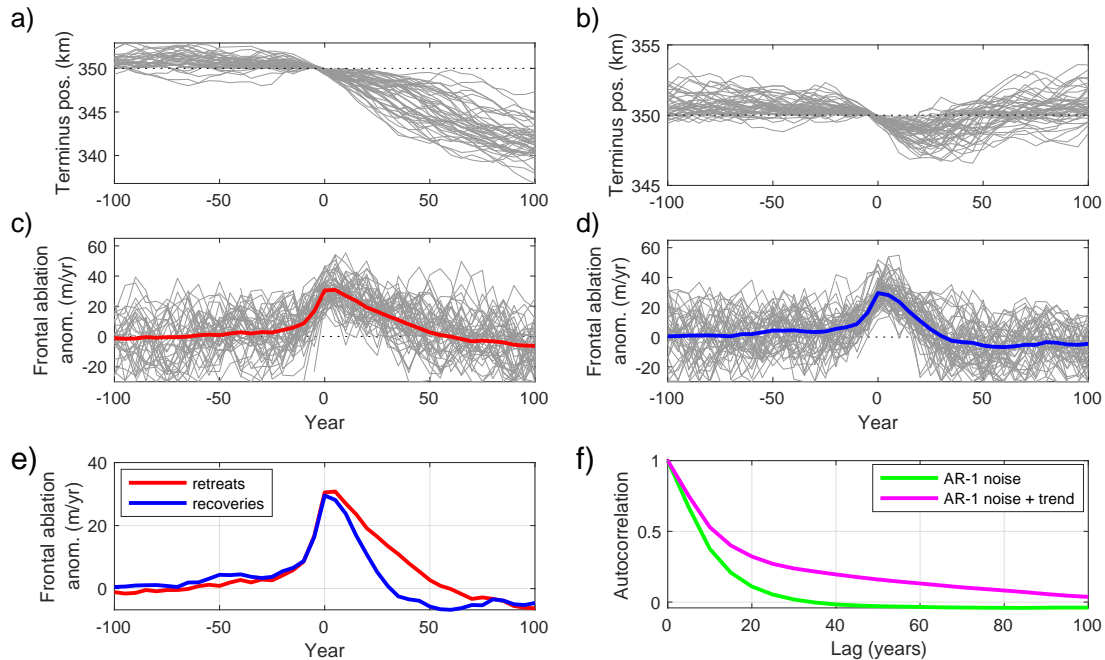 a)
Terminus pos. (km)
350
345
340
-100 -50 0 50 100
b)
Terminus pos. (km)
355
350
345
-100 -50 0 50 100
c)
Frontal ablation
anom. (m/yr)
60
40
20
0
-20
-100 -50 0 50 100
Year
d)
Frontal ablation
anom. (m/yr)
60
40
20
0
-20
-100 -50 0 50 100
Year
e)
Frontal ablation
anom. (m/yr)
40
20
0
retreats
recoveries
-100 -50 0 50 100
Year
f)
Autocorrelation
1
0.5
0
AR-1 noise
AR-1 noise + trend
0 20 40 60 80 100
Lag (years)